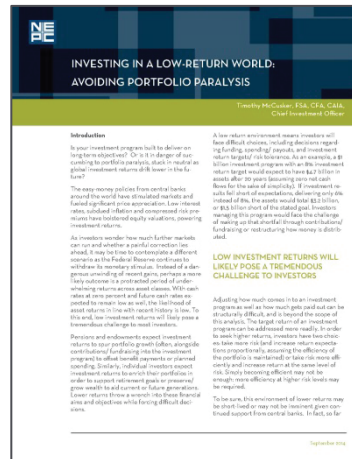 NE
PC
INVESTING IN A LOW-RETURN WORLD:
AVOIDING PORTFOLIO PARALYSIS
Timothy McCusker, FSA, CFA, CAIA,
Chief Investment Officer
Introduction
Is your investment program built to deliver on
long-term objectives? Or is it in danger of suc-
cumbing to portfolio paralysis, stuck in neutral as
global investment returns drift lower in the fu-
ture?
The easy-money policies from central banks
around the world have stimulated markets and
fueled significant price appreciation. Low interest
rates, subdued inflation and compressed risk pre-
miums have bolstered equity valuations, powering
investment returns.
As investors wonder how much further markets
can run and whether a painful correction lies
ahead, it may be time to contemplate a different
scenario as the Federal Reserve continues to
withdraw its monetary stimulus. Instead of a dan-
gerous unwinding of recent gains, perhaps a more
likely outcome is a protracted period of under-
whelming returns across asset classes. With cash
rates at zero percent and future cash rates ex-
pected to remain low as well, the likelihood of
asset returns in line with recent history is low. To
this end, low investment returns will likely pose a
tremendous challenge to most investors.
Pensions and endowments expect investment
returns to spur portfolio growth (often, alongside
contributions/ fundraising into the investment
program) to offset benefit payments or planned
spending. Similarly, individual investors expect
investment returns to enrich their portfolios in
order to support retirement goals or preserve/
grow wealth to aid current or future generations.
Lower returns throw a wrench into these financial
aims and objectives while forcing difficult deci-
sions.
A low return environment means investors will
face difficult choices, including decisions regard-
ing funding, spending/ payouts, and investment
return targets/ risk tolerance. As an example, a $1
billion investment program with an 8% investment
return target would expect to have $4.7 billion in
assets after 20 years (assuming zero net cash
flows for the sake of simplicity). If investment re-
sults fall short of expectations, delivering only 6%
instead of 8%, the assets would total $3.2 billion,
or $1.5 billion short of the stated goal. Investors
managing this program would face the challenge
of making up that shortfall through contributions/
fundraising or restructuring how money is distrib-
uted.
LOW INVESTMENT RETURNS WILL
LIKELY POSE A TREMENDOUS
CHALLENGE TO INVESTORS
Adjusting how much comes into an investment
program as well as how much gets paid out can be
structurally difficult, and is beyond the scope of
this analysis. The target return of an investment
program can be addressed more readily. In order
to seek higher returns, investors have two choic-
es: take more risk (and increase return expecta-
tions proportionally, assuming the efficiency of
the portfolio is maintained) or take risk more effi-
ciently and increase return at the same level of
risk. Simply becoming efficient may not be
enough; more efficiency at higher risk levels may
be required.
To be sure, this environment of lower returns may
be short-lived or may not be imminent given con-
tinued support from central banks. In fact, so far
September 2014